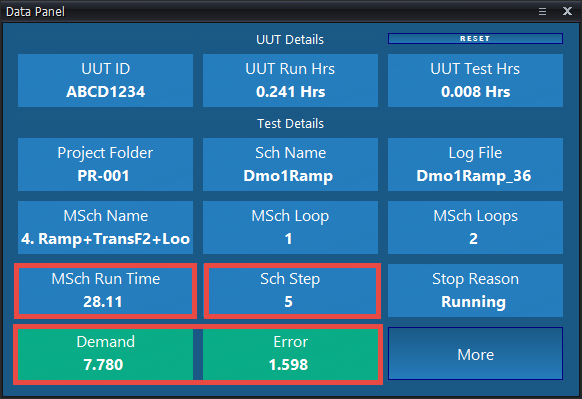 Data Panel
UUT Details
RESET
UUT ID
UUT Run Hrs
UUT Test Hrs
ABCD1234
0.241 Hrs
0.008 Hrs
Test Details
Project Folder
Sch Name
Log File
PR-001
Dmo1Ramp
Dmo1Ramp_36
MSch Name
MSch Loop
MSch Loops
4. Ramp+TransF2+Loo
1
2
MSch Run Time
Sch Step
Stop Reason
28.11
5
Running
Demand
Error
More
7.780
1.598